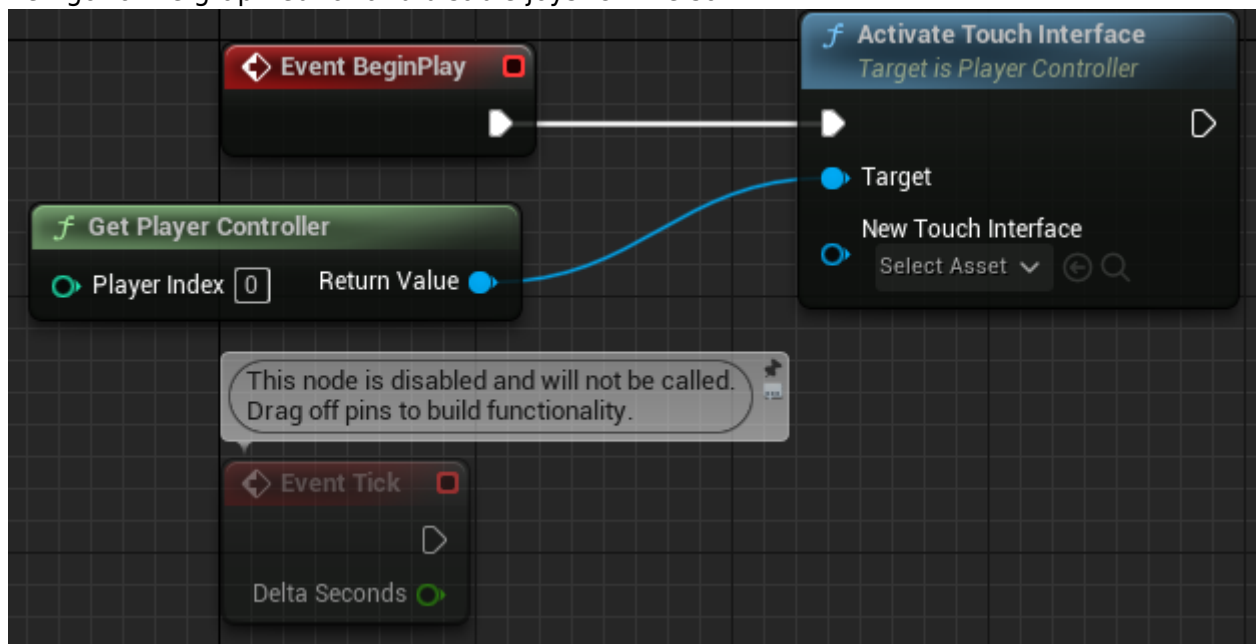 Event BeginPlay
Activate Touch Interface
Target is Player Controller
Target
New Touch Interface
Select Asset
f Get Player Controller
Player Index 0
Return Value
This node is disabled and will not be called.
Drag off pins to build functionality.
Event Tick
Delta Seconds